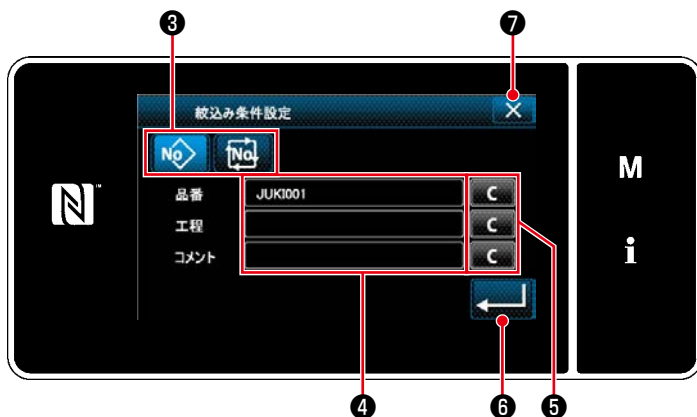 ❸ ❼
絞込み条件設定 ×
No No
M
品番 JUKI001 C
工程 C
コメント C
i
N™
❹ ❻ ❺